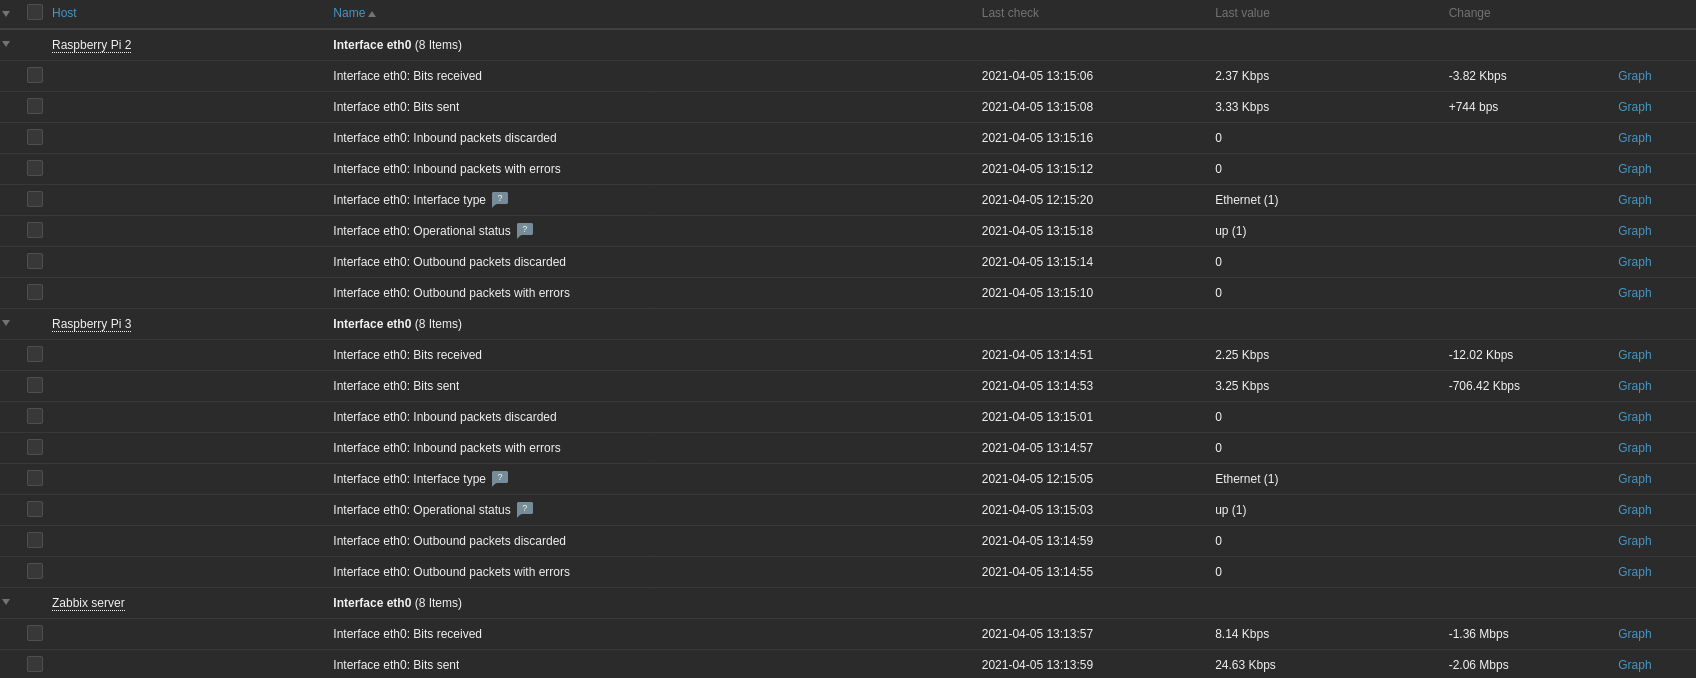 Host Name Last check Last value Change
Raspberry Pi 2 Interface eth0 (8 Items)
Interface eth0: Bits received 2021-04-05 13:15:06 2.37 Kbps -3.82 Kbps Graph
Interface eth0: Bits sent 2021-04-05 13:15:08 3.33 Kbps +744 bps Graph
Interface eth0: Inbound packets discarded 2021-04-05 13:15:16 0 Graph
Interface eth0: Inbound packets with errors 2021-04-05 13:15:12 0 Graph
Interface eth0: Interface type ? 2021-04-05 12:15:20 Ethernet (1) Graph
Interface eth0: Operational status ? 2021-04-05 13:15:18 up (1) Graph
Interface eth0: Outbound packets discarded 2021-04-05 13:15:14 0 Graph
Interface eth0: Outbound packets with errors 2021-04-05 13:15:10 0 Graph
Raspberry Pi 3 Interface eth0 (8 Items)
Interface eth0: Bits received 2021-04-05 13:14:51 2.25 Kbps -12.02 Kbps Graph
Interface eth0: Bits sent 2021-04-05 13:14:53 3.25 Kbps -706.42 Kbps Graph
Interface eth0: Inbound packets discarded 2021-04-05 13:15:01 0 Graph
Interface eth0: Inbound packets with errors 2021-04-05 13:14:57 0 Graph
Interface eth0: Interface type ? 2021-04-05 12:15:05 Ethernet (1) Graph
Interface eth0: Operational status ? 2021-04-05 13:15:03 up (1) Graph
Interface eth0: Outbound packets discarded 2021-04-05 13:14:59 0 Graph
Interface eth0: Outbound packets with errors 2021-04-05 13:14:55 0 Graph
Zabbix server Interface eth0 (8 Items)
Interface eth0: Bits received 2021-04-05 13:13:57 8.14 Kbps -1.36 Mbps Graph
Interface eth0: Bits sent 2021-04-05 13:13:59 24.63 Kbps -2.06 Mbps Graph